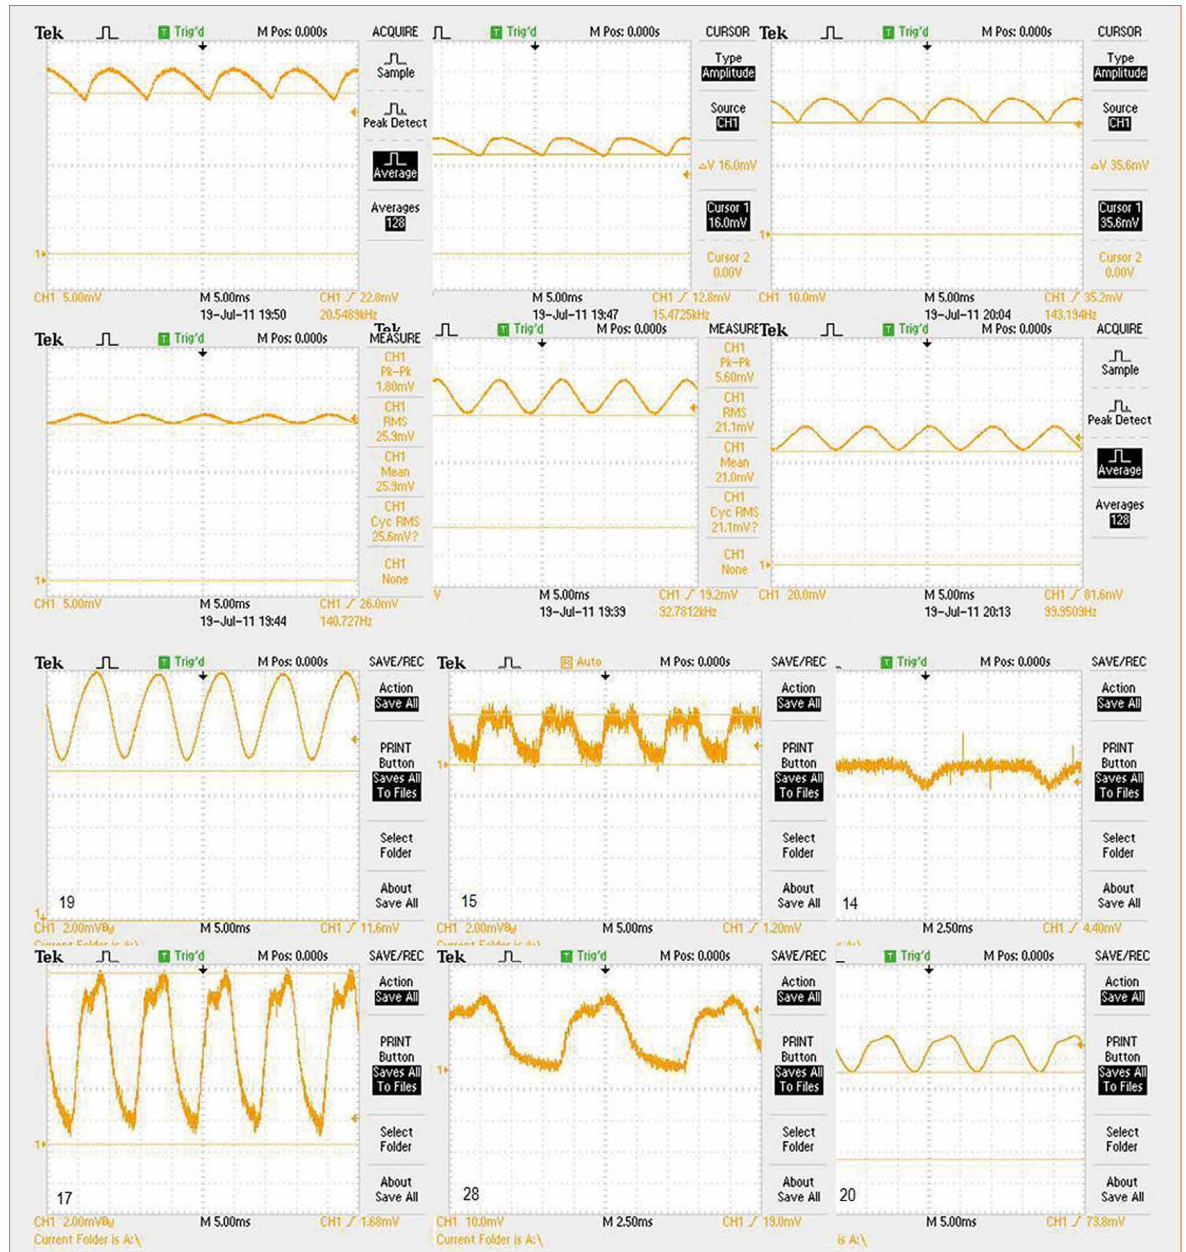 Tek Trig'd M Pos: 0.000s ACQUIRE
Sample
Peak Detect
Average
Averages
128
1
CH1 5.00mV M 5.00ms CH1 22.8mV
19-Jul-11 19:50 20.5489kHz
Trig'd M Pos: 0.000s CURSOR
Type
Amplitude
Source
CH1
△V 16.0mV
Cursor 1
16.0mV
Cursor 2
0.00V
M 5.00ms CH1 12.8mV
19-Jul-11 19:47 15.4725kHz
Tek Trig'd M Pos: 0.000s CURSOR
Type
Amplitude
Source
CH1
△V 35.6mV
Cursor 1
35.6mV
Cursor 2
0.00V
1
CH1 10.0mV M 5.00ms CH1 35.2mV
19-Jul-11 20:04 143.194Hz
Tek Trig'd M Pos: 0.000s MEASURE
CH1
Pk-Pk
1.80mV
CH1
RMS
25.9mV
CH1
Mean
25.9mV
CH1
Cyc RMS
25.6mV?
CH1
None
1
CH1 5.00mV M 5.00ms CH1 26.0mV
19-Jul-11 19:44 140.727Hz
Tek Trig'd M Pos: 0.000s MEASURE
CH1
Pk-Pk
5.60mV
CH1
RMS
21.1mV
CH1
Mean
21.0mV
CH1
Cyc RMS
21.1mV?
CH1
None
V M 5.00ms CH1 19.2mV
19-Jul-11 19:39 92.7812kHz
Tek Trig'd M Pos: 0.000s ACQUIRE
Sample
Peak Detect
Average
Averages
128
1
CH1 20.0mV M 5.00ms CH1 81.6mV
19-Jul-11 20:13 99.9509Hz
Tek Trig'd M Pos: 0.000s SAVE/REC
Action
Save All
PRINT
Button
Saves All
To Files
Select
Folder
About
Save All
19
1
CH1 2.00mVBW M 5.00ms CH1 11.6mV
Current Folder is A:\
Tek Auto M Pos: 0.000s SAVE/REC
Action
Save All
PRINT
Button
Saves All
To Files
Select
Folder
About
Save All
1
15
CH1 2.00mVBW M 5.00ms CH1 1.20mV
Current Folder is A:\
Trig'd M Pos: 0.000s SAVE/REC
Action
Save All
PRINT
Button
Saves All
To Files
Select
Folder
About
Save All
14
M 2.50ms CH1 4.40mV
is A:\
Tek Trig'd M Pos: 0.000s SAVE/REC
Action
Save All
PRINT
Button
Saves All
To Files
Select
Folder
About
Save All
1
17
CH1 2.00mVBW M 5.00ms CH1 1.68mV
Current Folder is A:\
Tek Trig'd M Pos: 0.000s SAVE/REC
Action
Save All
PRINT
Button
Saves All
To Files
Select
Folder
About
Save All
1
28
CH1 10.0mV M 2.50ms CH1 19.0mV
Current Folder is A:\
Trig'd M Pos: 0.000s SAVE/REC
Action
Save All
PRINT
Button
Saves All
To Files
Select
Folder
About
Save All
20
M 5.00ms CH1 73.8mV
is A:\